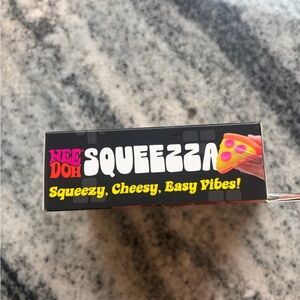 NEE DOH SQUEEZZA
Squeezy, Cheesy, Easy Vibes!